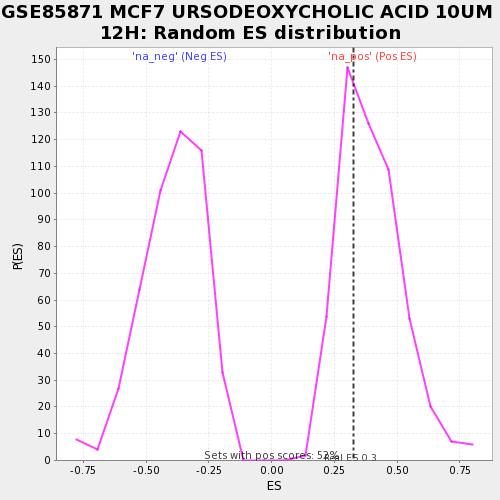 GSE85871 MCF7 URSODEOXYCHOLIC ACID 10UM
12H: Random ES distribution
'na_neg' (Neg ES)
'na_pos' (Pos ES)
150
140
130
120
110
100
90
80
70
60
50
40
30
20
10
0
P(ES)
Sets with pos scores: 52%
Real ES 0.3
-0.75
-0.50
-0.25
0.00
0.25
0.50
0.75
ES